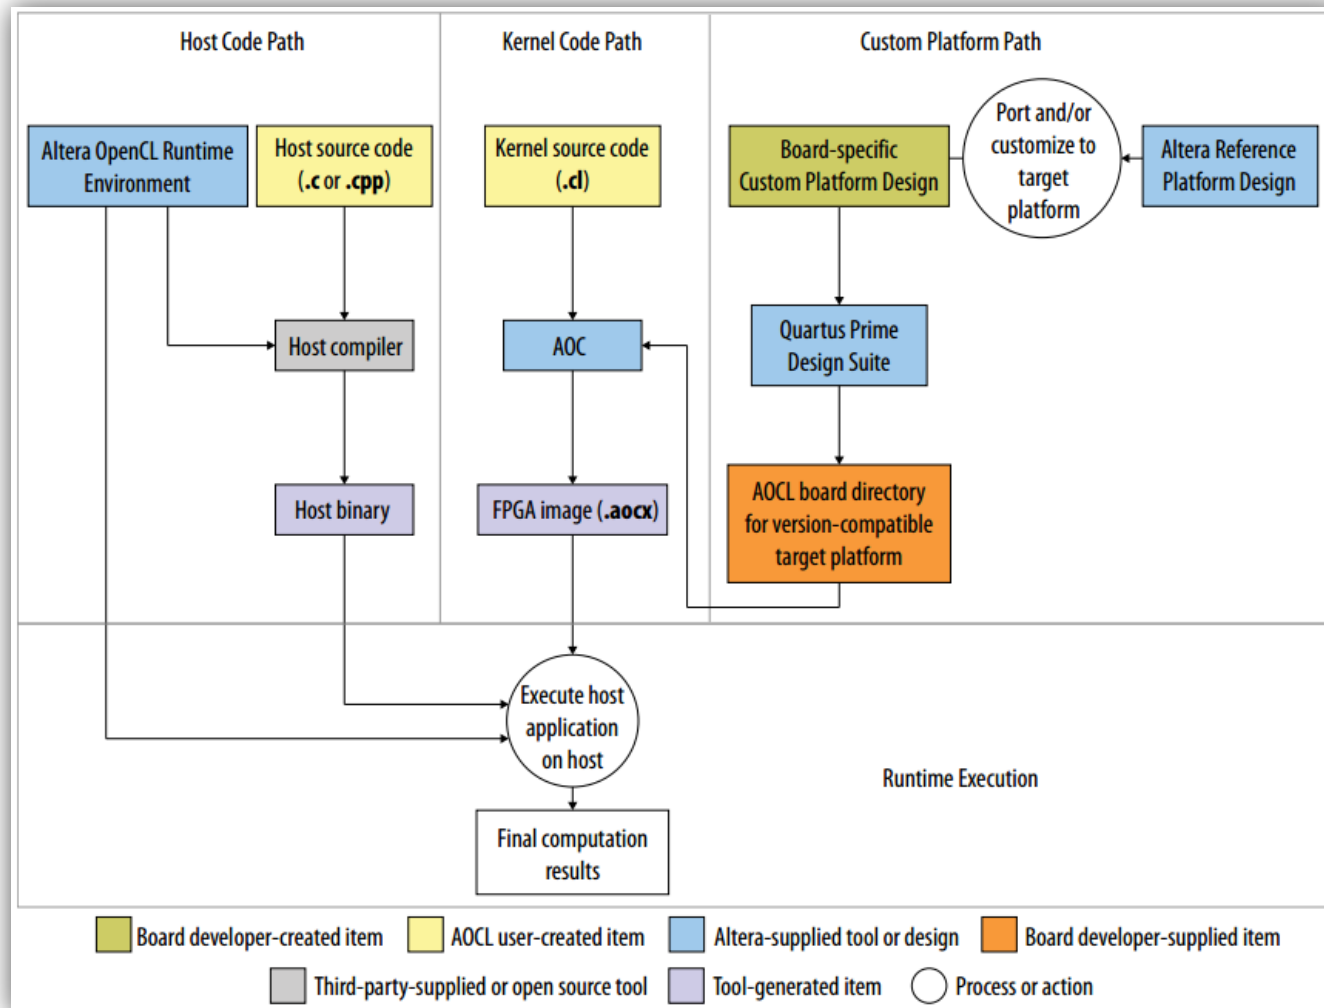 Host Code Path
Kernel Code Path
Custom Platform Path
Altera OpenCL Runtime
Environment
Host source code
(.c or .cpp)
Kernel source code
(.cl)
Board-specific
Custom Platform Design
Port and/or
customize to
target
platform
Altera Reference
Platform Design
Host compiler
AOC
Quartus Prime
Design Suite
Host binary
FPGA image (.aocx)
AOCL board directory
for version-compatible
target platform
Execute host
application
on host
Runtime Execution
Final computation
results
Board developer-created item
AOCL user-created item
Altera-supplied tool or design
Board developer-supplied item
Third-party-supplied or open source tool
Tool-generated item
Process or action